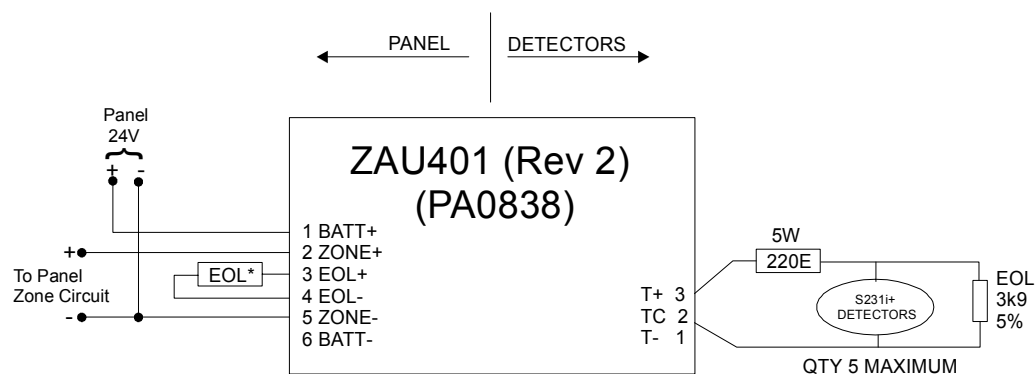 PANEL
DETECTORS
Panel
24V
+ -
ZAU401 (Rev 2)
(PA0838)
1 BATT+
+ 2 ZONE+
EOL* 3 EOL+
To Panel
Zone Circuit
4 EOL-
- 5 ZONE-
6 BATT-
T+ 3
TC 2
T- 1
5W
220E
S231i+
DETECTORS
EOL
3k9
5%
QTY 5 MAXIMUM